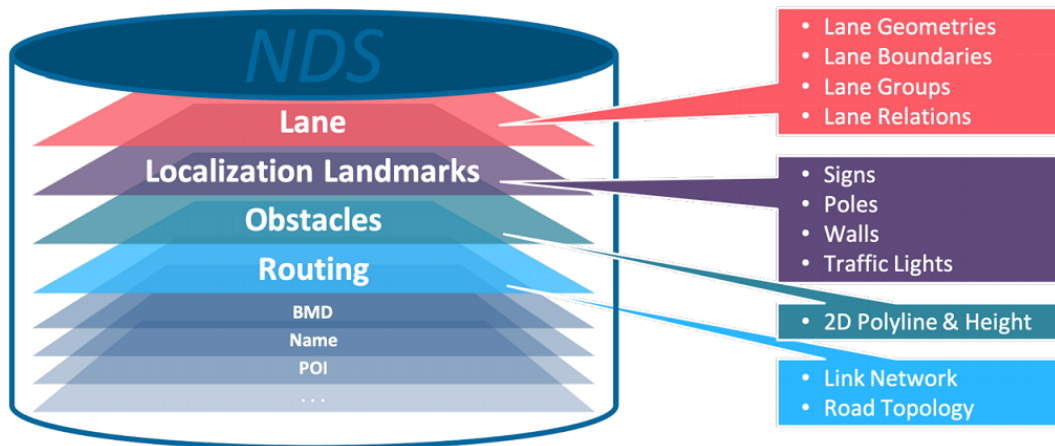 NDS
Lane
Localization Landmarks
Obstacles
Routing
BMD
Name
POI
...
• Lane Geometries
• Lane Boundaries
• Lane Groups
• Lane Relations
• Signs
• Poles
• Walls
• Traffic Lights
• 2D Polyline & Height
• Link Network
• Road Topology